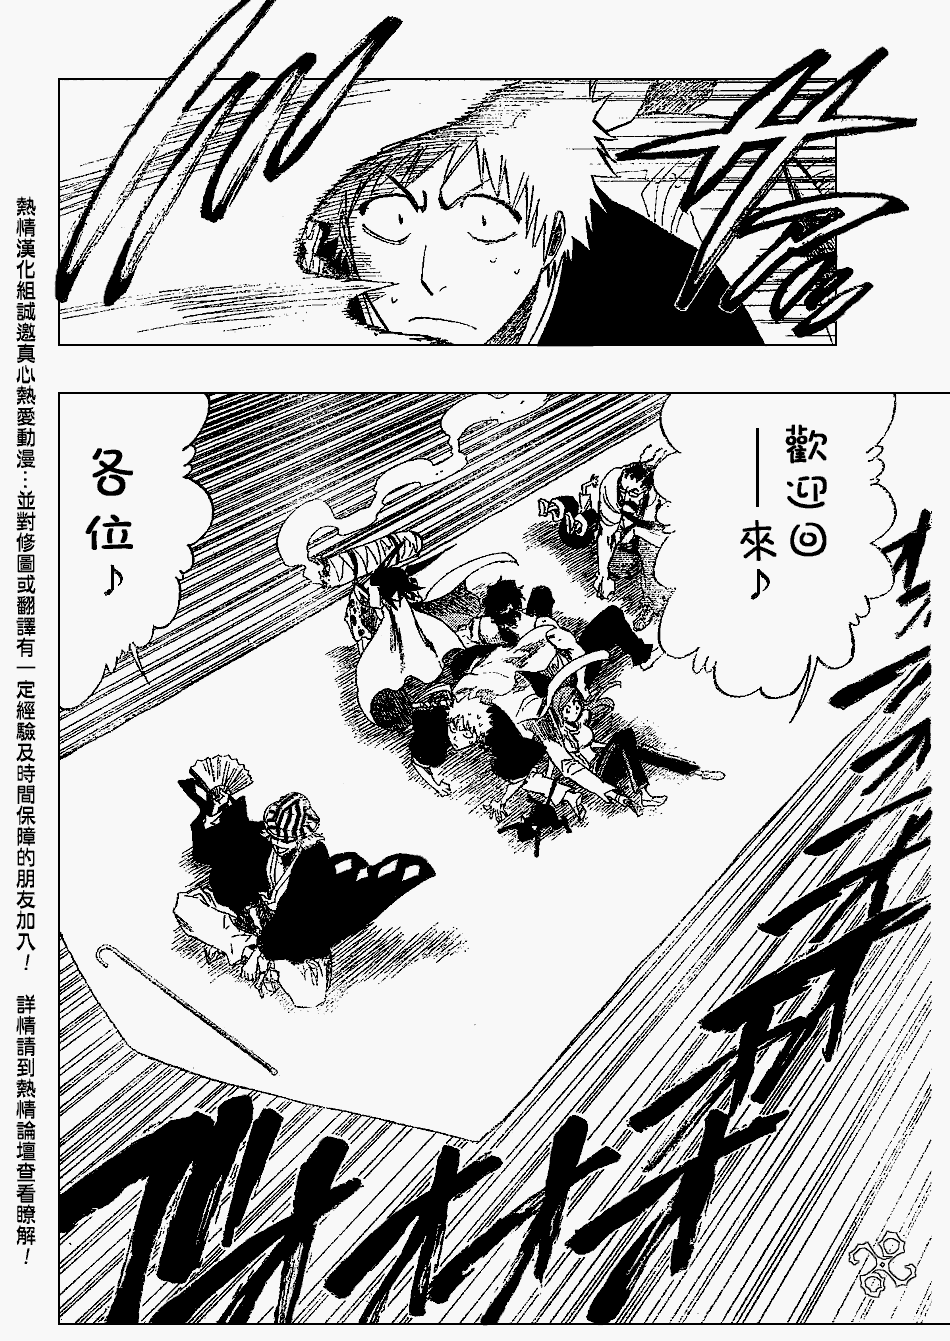 歡迎回
來♪
各位♪
熱情漢化組誠邀真心熱愛動漫…並對修圖或翻譯有一定經驗及時間保障的朋友加入！ 詳情請到熱情論壇查看瞭解！